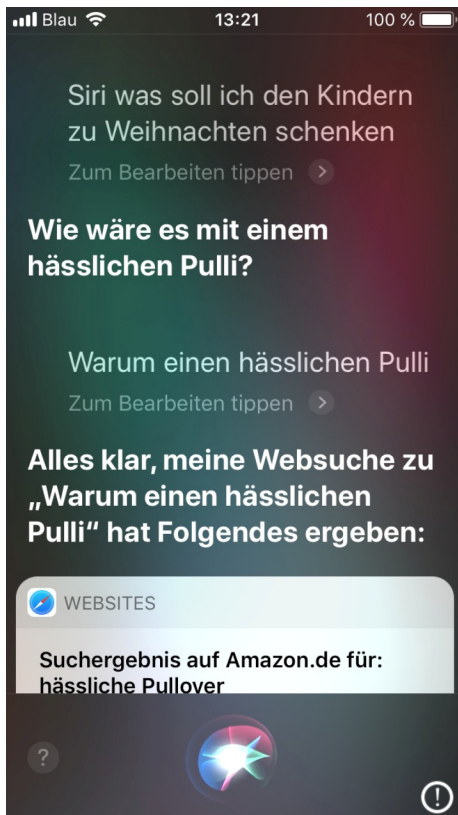 Blau 13:21 100 %
Siri was soll ich den Kindern
zu Weihnachten schenken
Zum Bearbeiten tippen
Wie wäre es mit einem
hässlichen Pulli?
Warum einen hässlichen Pulli
Zum Bearbeiten tippen
Alles klar, meine Websuche zu
„Warum einen hässlichen
Pulli“ hat Folgendes ergeben:
WEBSITES
Suchergebnis auf Amazon.de für:
hässliche Pullover
?